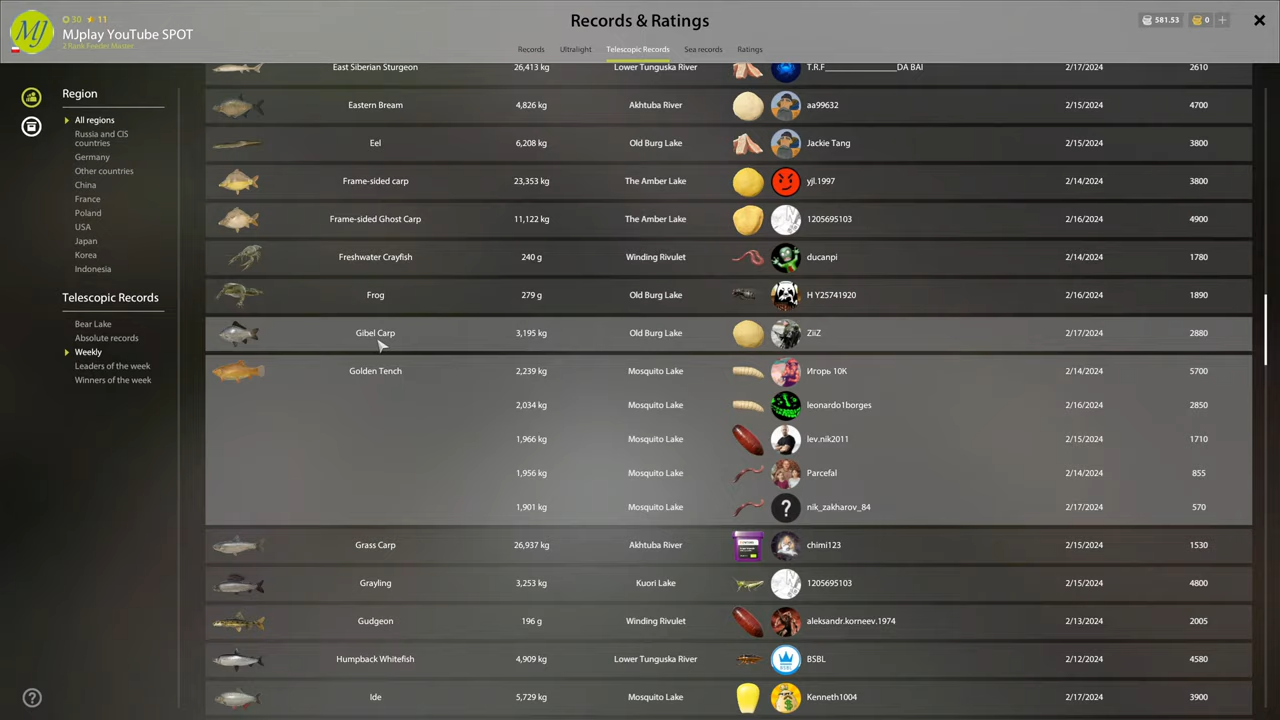 30 11
MJplay YouTube SPOT
2 Rank Feeder Master
MJ
Records & Ratings
581.53 0
Records Ultralight Telescopic Records Sea records Ratings
Region
All regions
Russia and CIS
countries
Germany
Other countries
China
France
Poland
USA
Japan
Korea
Indonesia
Telescopic Records
Bear Lake
Absolute records
Weekly
Leaders of the week
Winners of the week
East Siberian Sturgeon 26,413 kg Lower Tunguska River T.R.F______________DA BAI 2/17/2024 2610
Eastern Bream 4,826 kg Akhtuba River aa99632 2/15/2024 4700
Eel 6,208 kg Old Burg Lake Jackie Tang 2/15/2024 3800
Frame-sided carp 23,353 kg The Amber Lake yjl.1997 2/14/2024 3800
Frame-sided Ghost Carp 11,122 kg The Amber Lake 1205695103 2/16/2024 4900
Freshwater Crayfish 240 g Winding Rivulet ducanpi 2/14/2024 1780
Frog 279 g Old Burg Lake H Y25741920 2/16/2024 1890
Gibel Carp 3,195 kg Old Burg Lake ZiiZ 2/17/2024 2880
Golden Tench 2,239 kg Mosquito Lake Игорь 10K 2/14/2024 5700
2,034 kg Mosquito Lake leonardo1borges 2/16/2024 2850
1,966 kg Mosquito Lake lev.nik2011 2/15/2024 1710
1,956 kg Mosquito Lake Parcefal 2/14/2024 855
1,901 kg Mosquito Lake ? nik_zakharov_84 2/17/2024 570
Grass Carp 26,937 kg Akhtuba River chimi123 2/15/2024 1530
Grayling 3,253 kg Kuori Lake 1205695103 2/15/2024 4800
Gudgeon 196 g Winding Rivulet aleksandr.korneev.1974 2/13/2024 2005
Humpback Whitefish 4,909 kg Lower Tunguska River BSBL 2/12/2024 4580
Ide 5,729 kg Mosquito Lake Kenneth1004 2/17/2024 3900
?